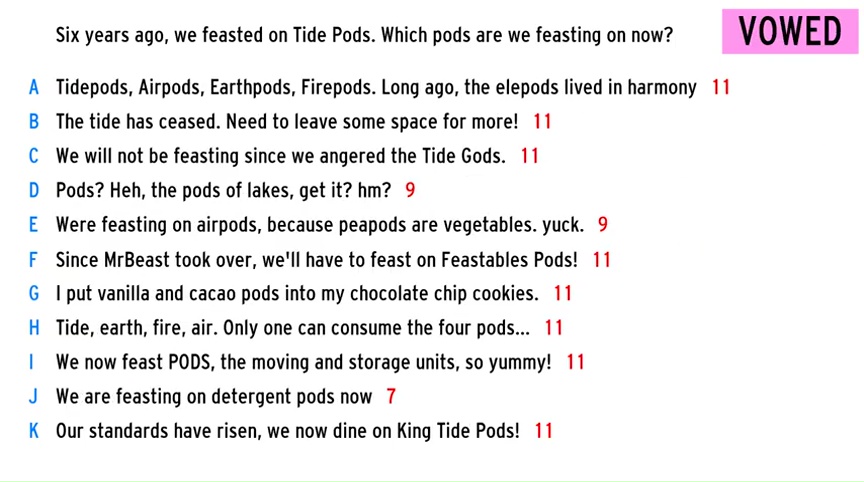 Six years ago, we feasted on Tide Pods. Which pods are we feasting on now?
VOWED
A Tidepods, Airpods, Earthpods, Firepods. Long ago, the elepods lived in harmony 11
B The tide has ceased. Need to leave some space for more! 11
C We will not be feasting since we angered the Tide Gods. 11
D Pods? Heh, the pods of lakes, get it? hm? 9
E Were feasting on airpods, because peapods are vegetables. yuck. 9
F Since MrBeast took over, we'll have to feast on Feastables Pods! 11
G I put vanilla and cacao pods into my chocolate chip cookies. 11
H Tide, earth, fire, air. Only one can consume the four pods... 11
I We now feast PODS, the moving and storage units, so yummy! 11
J We are feasting on detergent pods now 7
K Our standards have risen, we now dine on King Tide Pods! 11